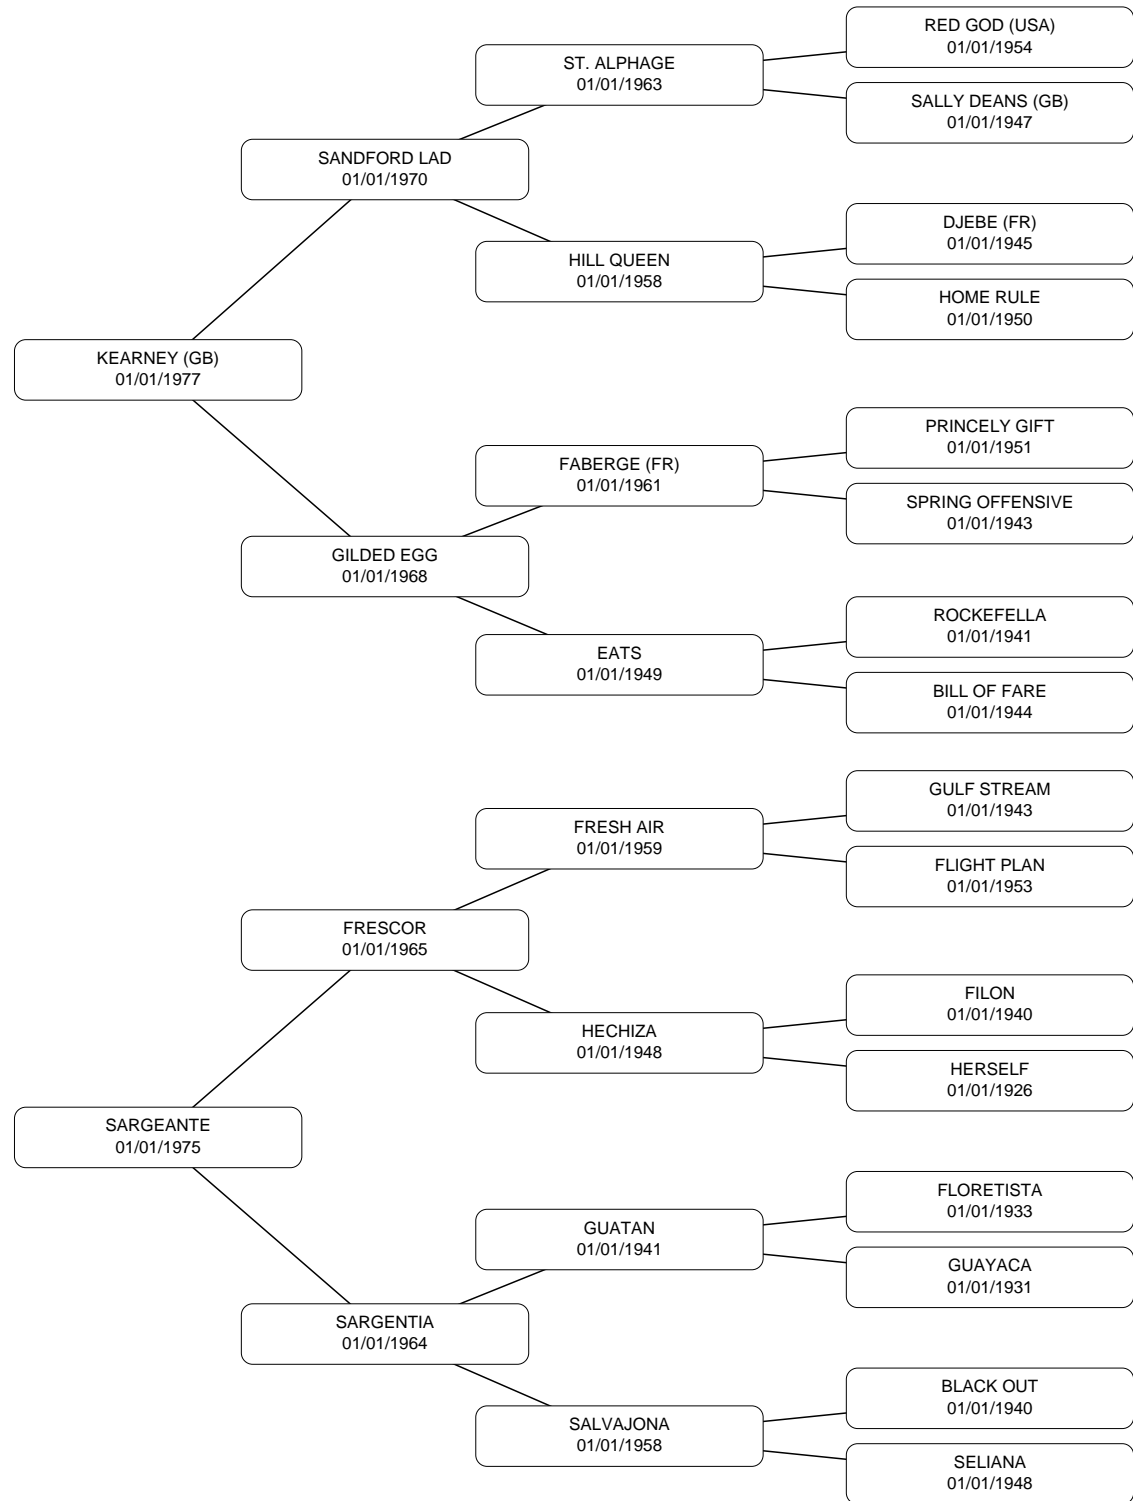 RED GOD (USA)
01/01/1954
ST. ALPHAGE
01/01/1963
SALLY DEANS (GB)
01/01/1947
SANDFORD LAD
01/01/1970
DJEBE (FR)
01/01/1945
HILL QUEEN
01/01/1958
HOME RULE
01/01/1950
KEARNEY (GB)
01/01/1977
PRINCELY GIFT
01/01/1951
FABERGE (FR)
01/01/1961
SPRING OFFENSIVE
01/01/1943
GILDED EGG
01/01/1968
ROCKEFELLA
01/01/1941
EATS
01/01/1949
BILL OF FARE
01/01/1944
GULF STREAM
01/01/1943
FRESH AIR
01/01/1959
FLIGHT PLAN
01/01/1953
FRESCOR
01/01/1965
FILON
01/01/1940
HECHIZA
01/01/1948
HERSELF
01/01/1926
SARGEANTE
01/01/1975
FLORETISTA
01/01/1933
GUATAN
01/01/1941
GUAYACA
01/01/1931
SARGENTIA
01/01/1964
BLACK OUT
01/01/1940
SALVAJONA
01/01/1958
SELIANA
01/01/1948